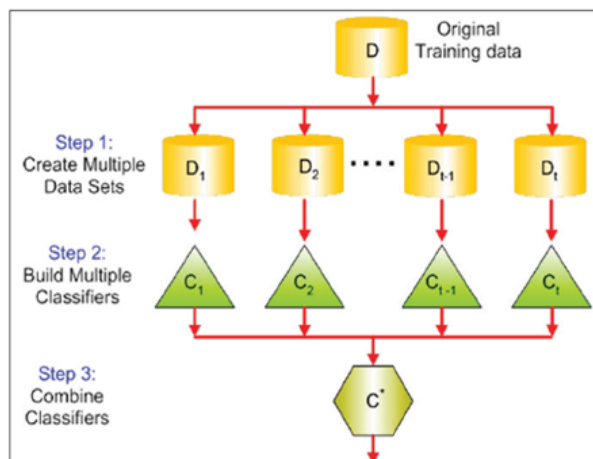 Original
Training data
D
Step 1:
Create Multiple
Data Sets
D₁ D₂ .... Dₜ₋₁ Dₜ
Step 2:
Build Multiple
Classifiers
C₁ C₂ Cₜ₋₁ Cₜ
Step 3:
Combine
Classifiers
C*